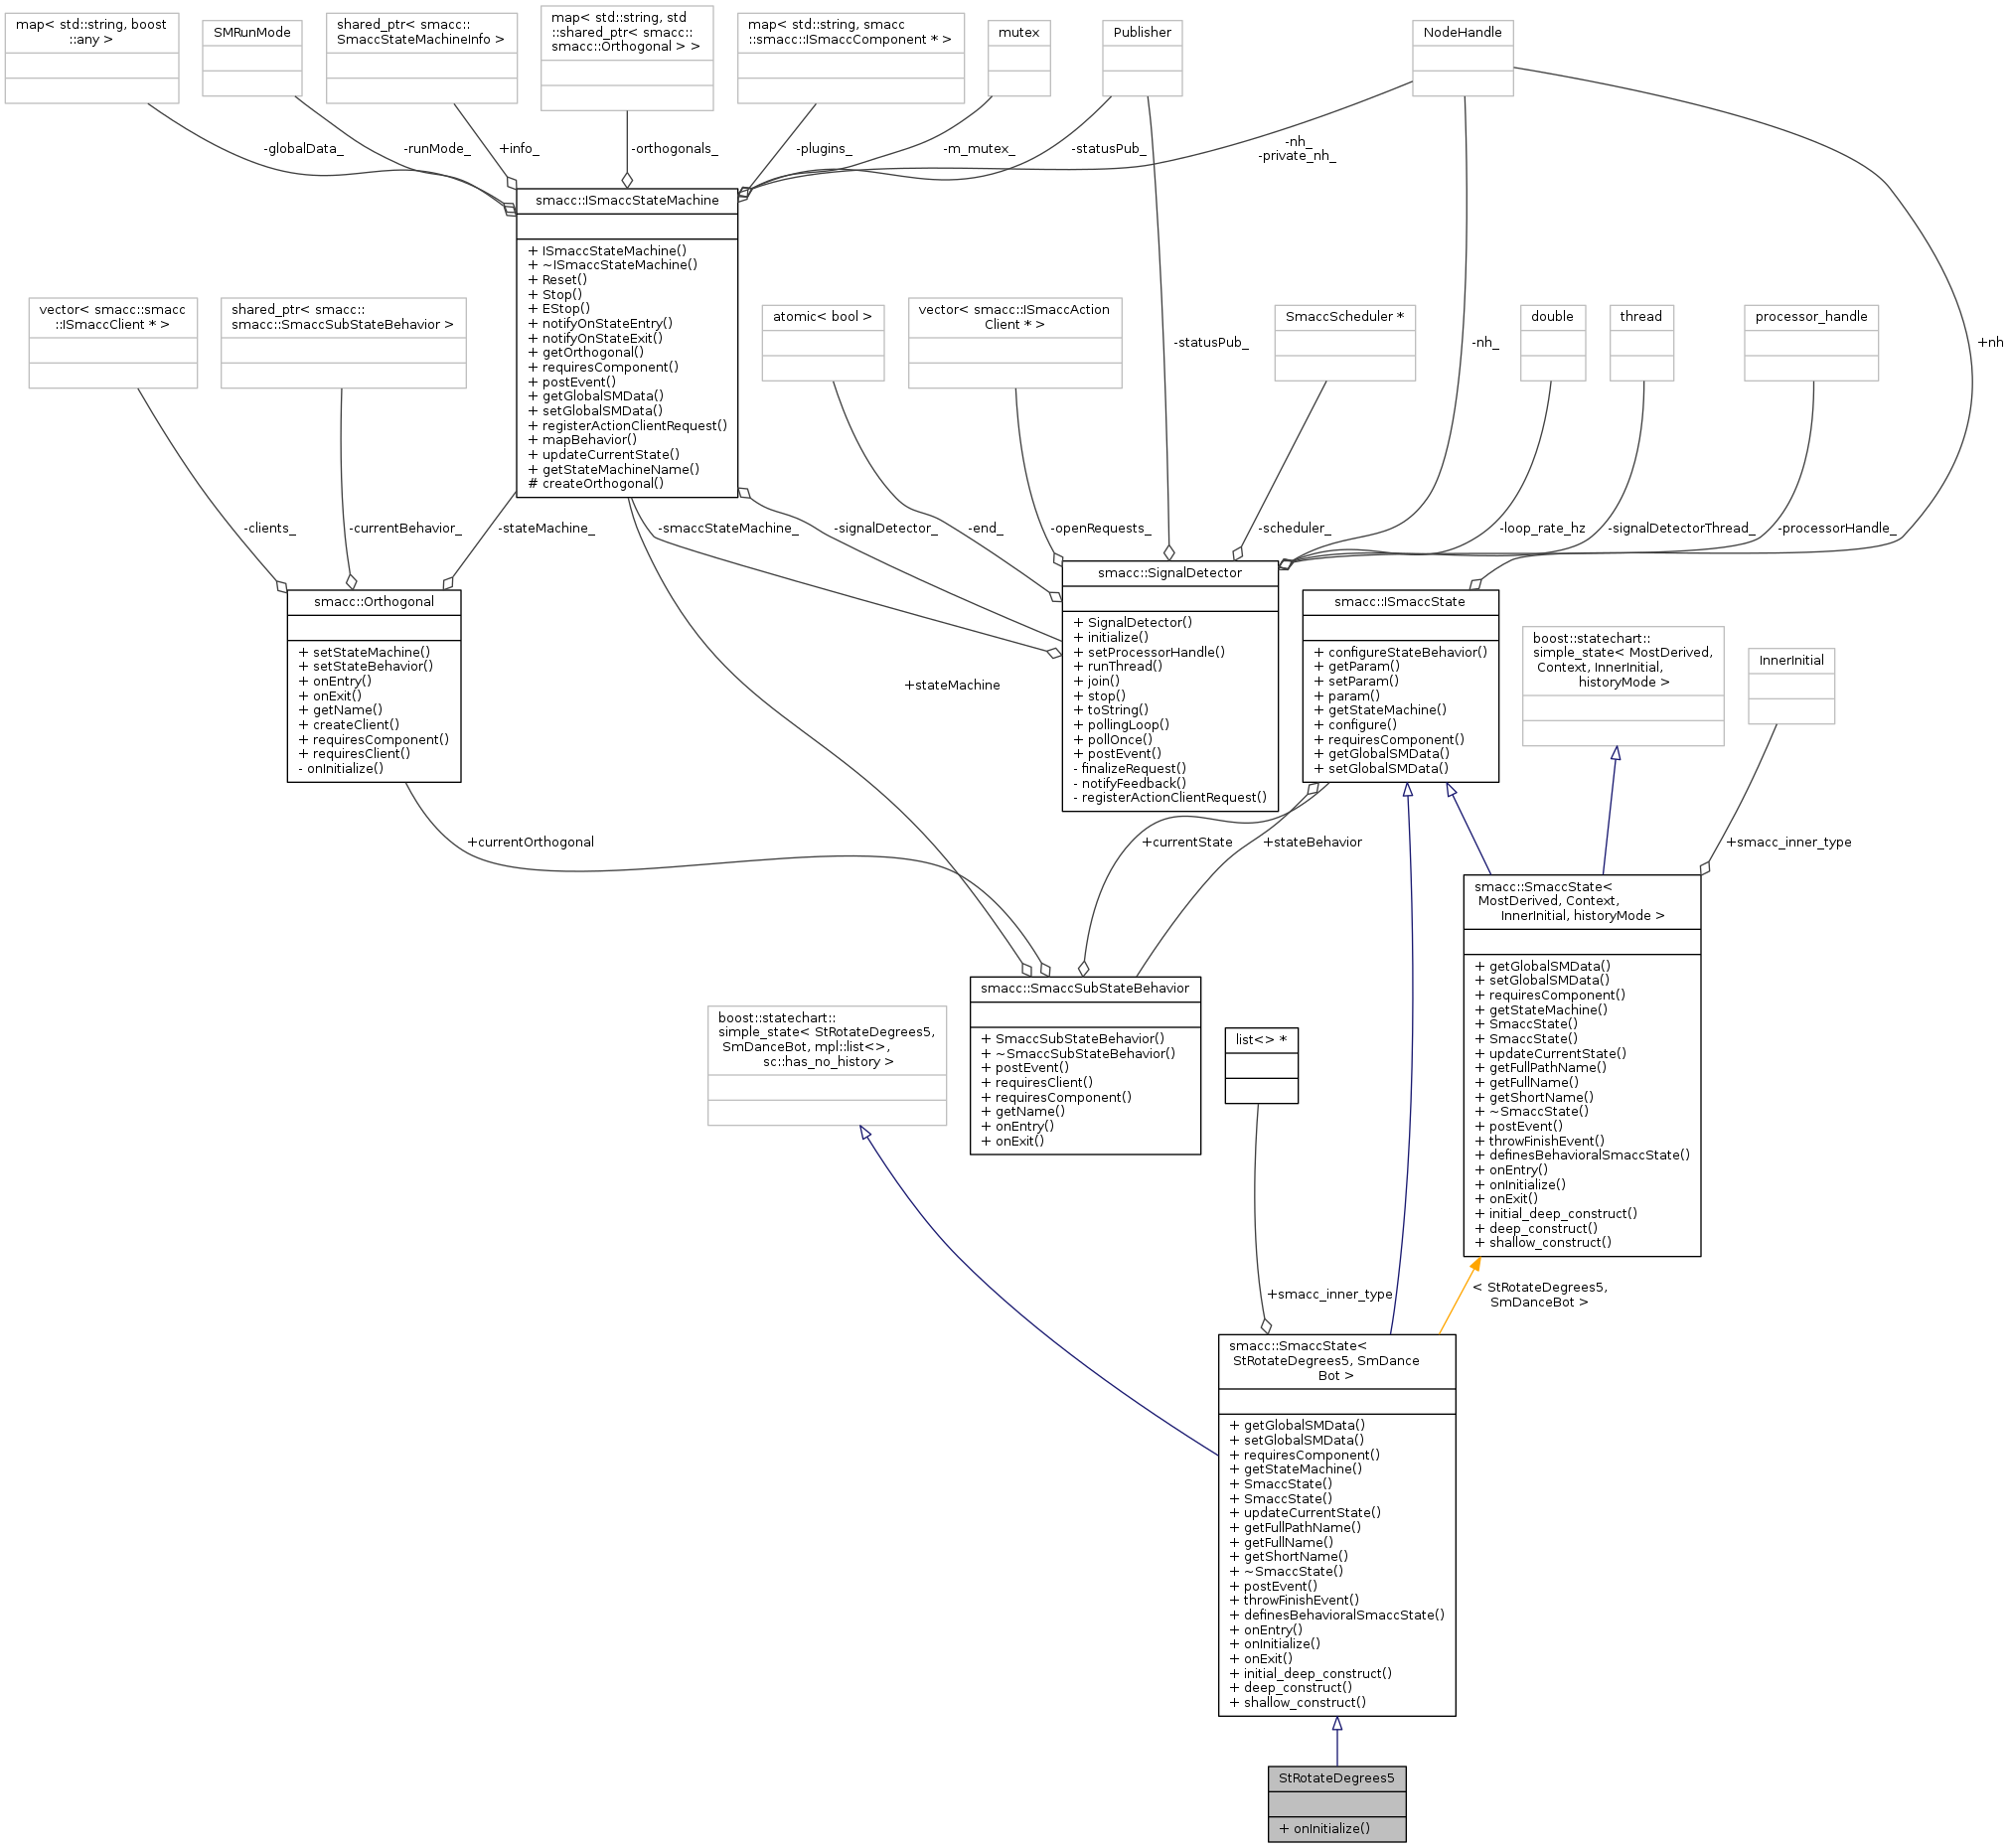 map< std::string, boost
::any >
SMRunMode
shared_ptr< smacc::
SmaccStateMachineInfo >
map< std::string, std
::shared_ptr< smacc::
smacc::Orthogonal > >
map< std::string, smacc
::smacc::ISmaccComponent * >
mutex
Publisher
NodeHandle
-globalData_
-runMode_
+info_
-orthogonals_
-plugins_
-m_mutex_
-statusPub_
-nh_
-private_nh_
smacc::ISmaccStateMachine
+ ISmaccStateMachine()
+ ~ISmaccStateMachine()
+ Reset()
+ Stop()
+ EStop()
+ notifyOnStateEntry()
+ notifyOnStateExit()
+ getOrthogonal()
+ requiresComponent()
+ postEvent()
+ getGlobalSMData()
+ setGlobalSMData()
+ registerActionClientRequest()
+ mapBehavior()
+ updateCurrentState()
+ getStateMachineName()
# createOrthogonal()
vector< smacc::smacc
::ISmaccClient * >
shared_ptr< smacc::
smacc::SmaccSubStateBehavior >
atomic< bool >
vector< smacc::ISmaccAction
Client * >
SmaccScheduler *
double
thread
processor_handle
-statusPub_
-nh_
+nh
-clients_
-currentBehavior_
-stateMachine_
-smaccStateMachine_
-signalDetector_
-end_
-openRequests_
-scheduler_
-loop_rate_hz
-signalDetectorThread_
-processorHandle_
smacc::Orthogonal
+ setStateMachine()
+ setStateBehavior()
+ onEntry()
+ onExit()
+ getName()
+ createClient()
+ requiresComponent()
+ requiresClient()
- onInitialize()
smacc::SignalDetector
+ SignalDetector()
+ initialize()
+ setProcessorHandle()
+ runThread()
+ join()
+ stop()
+ toString()
+ pollingLoop()
+ pollOnce()
+ postEvent()
- finalizeRequest()
- notifyFeedback()
- registerActionClientRequest()
smacc::ISmaccState
+ configureStateBehavior()
+ getParam()
+ setParam()
+ param()
+ getStateMachine()
+ configure()
+ requiresComponent()
+ getGlobalSMData()
+ setGlobalSMData()
boost::statechart::
simple_state< MostDerived,
Context, InnerInitial,
historyMode >
InnerInitial
+stateMachine
+currentOrthogonal
+currentState
+stateBehavior
+smacc_inner_type
smacc::SmaccState<
MostDerived, Context,
InnerInitial, historyMode >
+ getGlobalSMData()
+ setGlobalSMData()
+ requiresComponent()
+ getStateMachine()
+ SmaccState()
+ SmaccState()
+ updateCurrentState()
+ getFullPathName()
+ getFullName()
+ getShortName()
+ ~SmaccState()
+ postEvent()
+ throwFinishEvent()
+ definesBehavioralSmaccState()
+ onEntry()
+ onInitialize()
+ onExit()
+ initial_deep_construct()
+ deep_construct()
+ shallow_construct()
smacc::SmaccSubStateBehavior
+ SmaccSubStateBehavior()
+ ~SmaccSubStateBehavior()
+ postEvent()
+ requiresClient()
+ requiresComponent()
+ getName()
+ onEntry()
+ onExit()
boost::statechart::
simple_state< StRotateDegrees5,
SmDanceBot, mpl::list<>,
sc::has_no_history >
list<> *
+smacc_inner_type
< StRotateDegrees5,
SmDanceBot >
smacc::SmaccState<
StRotateDegrees5, SmDance
Bot >
+ getGlobalSMData()
+ setGlobalSMData()
+ requiresComponent()
+ getStateMachine()
+ SmaccState()
+ SmaccState()
+ updateCurrentState()
+ getFullPathName()
+ getFullName()
+ getShortName()
+ ~SmaccState()
+ postEvent()
+ throwFinishEvent()
+ definesBehavioralSmaccState()
+ onEntry()
+ onInitialize()
+ onExit()
+ initial_deep_construct()
+ deep_construct()
+ shallow_construct()
StRotateDegrees5
+ onInitialize()